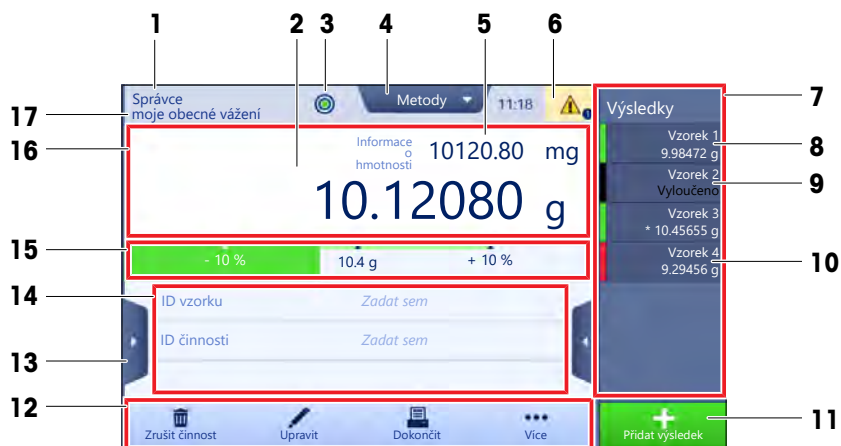 1 2 3 4 5 6
Správce
moje obecné vážení
Metody
11:18
17
16
Informace
o
hmotnosti
10120.80 mg
10.12080 g
15
- 10 % 10.4 g + 10 %
14
ID vzorku Zadat sem
ID činnosti Zadat sem
13
12
Zrušit činnost Upravit Dokončit Více
Výsledky
7
Vzorek 1
9.98472 g
8
Vzorek 2
Vyloučeno
9
Vzorek 3
* 10.45655 g
Vzorek 4
9.29456 g
10
Přidat výsledek
11